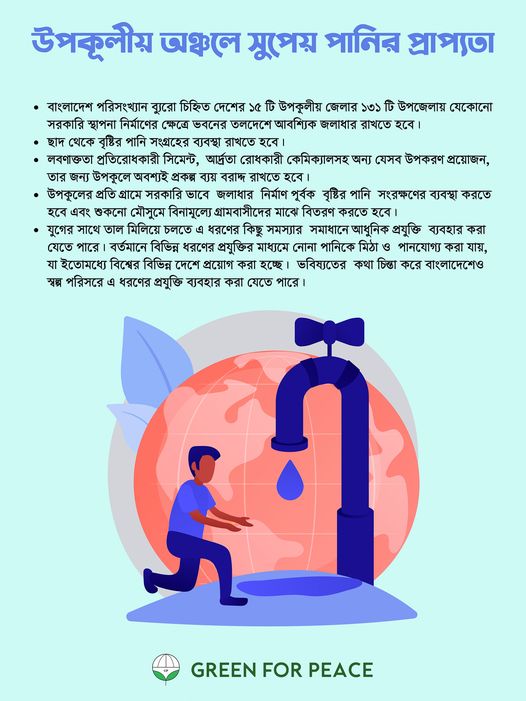 উপকূলীয় অঞ্চলে সুপেয় পানির প্রাপ্যতা
• বাংলাদেশ পরিসংখ্যান ব্যুরো চিহ্নিত দেশের ১৫ টি উপকূলীয় জেলার ১৩১ টি উপজেলায় যেকোনো
সরকারি স্থাপনা নির্মাণের ক্ষেত্রে ভবনের তলদেশে আবশ্যিক জলাধার রাখতে হবে।
• ছাদ থেকে বৃষ্টির পানি সংগ্রহের ব্যবস্থা রাখতে হবে।
• লবণাক্ততা প্রতিরোধকারী সিমেন্ট, আর্দ্রতা রোধকারী কেমিক্যালসহ অন্য যেসব উপকরণ প্রয়োজন,
তার জন্য উপকূলে অবশ্যই প্রকল্প ব্যয় বরাদ্দ রাখতে হবে।
• উপকূলের প্রতি গ্রামে সরকারি ভাবে জলাধার নির্মাণ পূর্বক বৃষ্টির পানি সংরক্ষণের ব্যবস্থা করতে
হবে এবং শুকনো মৌসুমে বিনামূল্যে গ্রামবাসীদের মাঝে বিতরণ করতে হবে।
• যুগের সাথে তাল মিলিয়ে চলতে এ ধরণের কিছু সমস্যার সমাধানে আধুনিক প্রযুক্তি ব্যবহার করা
যেতে পারে। বর্তমানে বিভিন্ন ধরণের প্রযুক্তির মাধ্যমে নোনা পানিকে মিঠা ও পানযোগ্য করা যায়,
যা ইতোমধ্যে বিশ্বের বিভিন্ন দেশে প্রয়োগ করা হচ্ছে। ভবিষ্যতের কথা চিন্তা করে বাংলাদেশেও
স্বল্প পরিসরে এ ধরণের প্রযুক্তি ব্যবহার করা যেতে পারে।
GREEN FOR PEACE